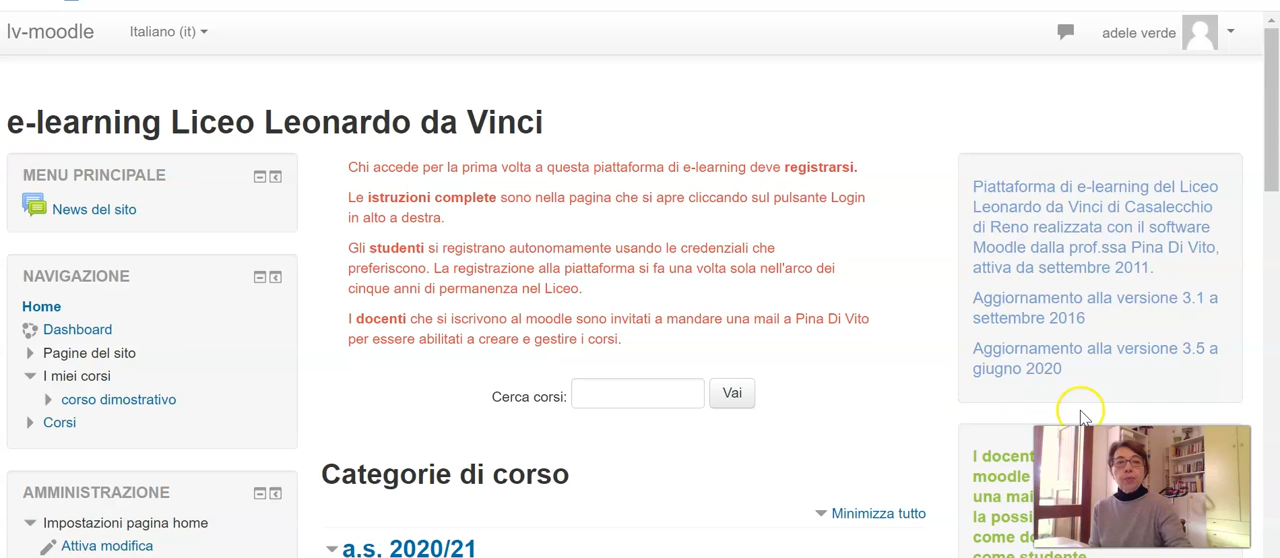 lv-moodle
Italiano (it)
adele verde
e-learning Liceo Leonardo da Vinci
MENU PRINCIPALE
News del sito
NAVIGAZIONE
Home
Dashboard
Pagine del sito
I miei corsi
corso dimostrativo
Corsi
AMMINISTRAZIONE
Impostazioni pagina home
Attiva modifica
Chi accede per la prima volta a questa piattaforma di e-learning deve registrarsi.
Le istruzioni complete sono nella pagina che si apre cliccando sul pulsante Login
in alto a destra.
Gli studenti si registrano autonomamente usando le credenziali che
preferiscono. La registrazione alla piattaforma si fa una volta sola nell'arco dei
cinque anni di permanenza nel Liceo.
I docenti che si iscrivono al moodle sono invitati a mandare una mail a Pina Di Vito
per essere abilitati a creare e gestire i corsi.
Cerca corsi:
Vai
Categorie di corso
Minimizza tutto
a.s. 2020/21
Piattaforma di e-learning del Liceo
Leonardo da Vinci di Casalecchio
di Reno realizzata con il software
Moodle dalla prof.ssa Pina Di Vito,
attiva da settembre 2011.
Aggiornamento alla versione 3.1 a
settembre 2016
Aggiornamento alla versione 3.5 a
giugno 2020
I docent
moodle
una mai
la possi
come do
come studente